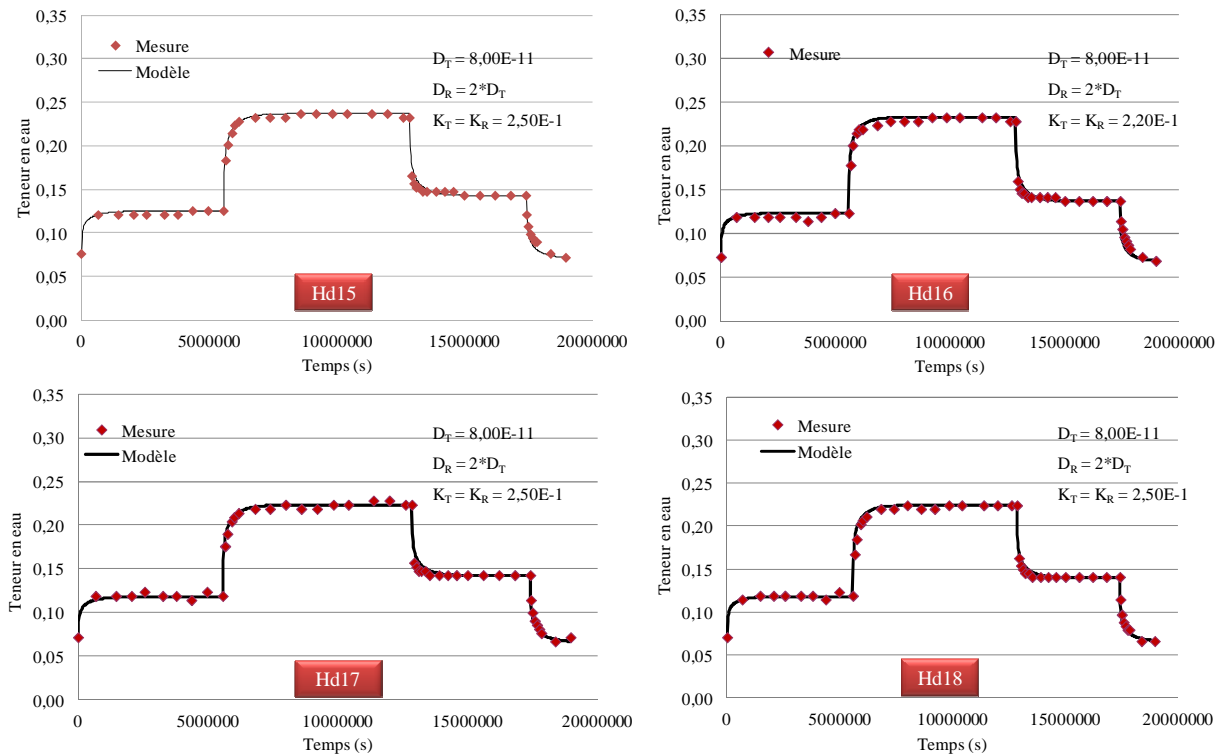 0,35
0,30
0,25
0,20
0,15
0,10
0,05
0,00
Teneur en eau
Mesure
Modèle
D_T = 8,00E-11
D_R = 2*D_T
K_T = K_R = 2,50E-1
Hd15
0 5000000 10000000 15000000 20000000
Temps (s)
0,35
0,30
0,25
0,20
0,15
0,10
0,05
0,00
Teneur en eau
Mesure
D_T = 8,00E-11
D_R = 2*D_T
K_T = K_R = 2,20E-1
Hd16
0 5000000 10000000 15000000 20000000
Temps (s)
0,35
0,30
0,25
0,20
0,15
0,10
0,05
0,00
Teneur en eau
Mesure
Modèle
D_T = 8,00E-11
D_R = 2*D_T
K_T = K_R = 2,50E-1
Hd17
0 5000000 10000000 15000000 20000000
Temps (s)
0,35
0,30
0,25
0,20
0,15
0,10
0,05
0,00
Teneur en eau
Mesure
Modèle
D_T = 8,00E-11
D_R = 2*D_T
K_T = K_R = 2,50E-1
Hd18
0 5000000 10000000 15000000 20000000
Temps (s)